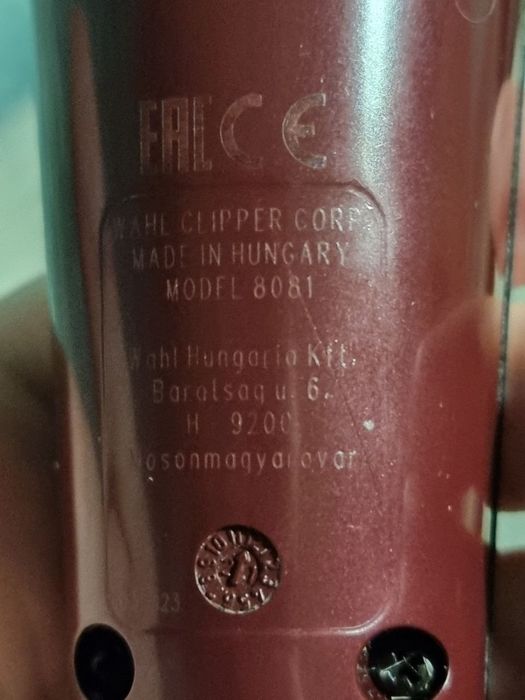 EAC CE
WAHL CLIPPER CORP.
MADE IN HUNGARY
MODEL 8081
Wahl Hungaria Kft.
Baratsag u. 6.
H - 9200
Mosonmagyarovar